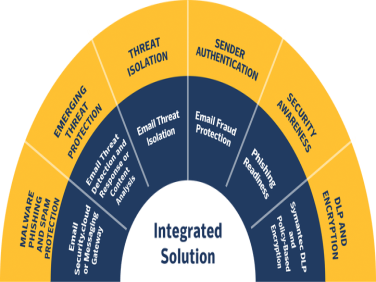 MALWARE
PHISHING
AND SPAM
PROTECTION
EMERGING
THREAT
PROTECTION
THREAT
ISOLATION
SENDER
AUTHENTICATION
SECURITY
AWARENESS
DLP AND
ENCRYPTION
Email
Security.cloud
or Messaging
Gateway
Email Threat
Detection and
Response or
Content
Analysis
Email Threat
Isolation
Email Fraud
Protection
Phishing
Readiness
Symantec DLP
and
Policy-Based
Encryption
Integrated
Solution